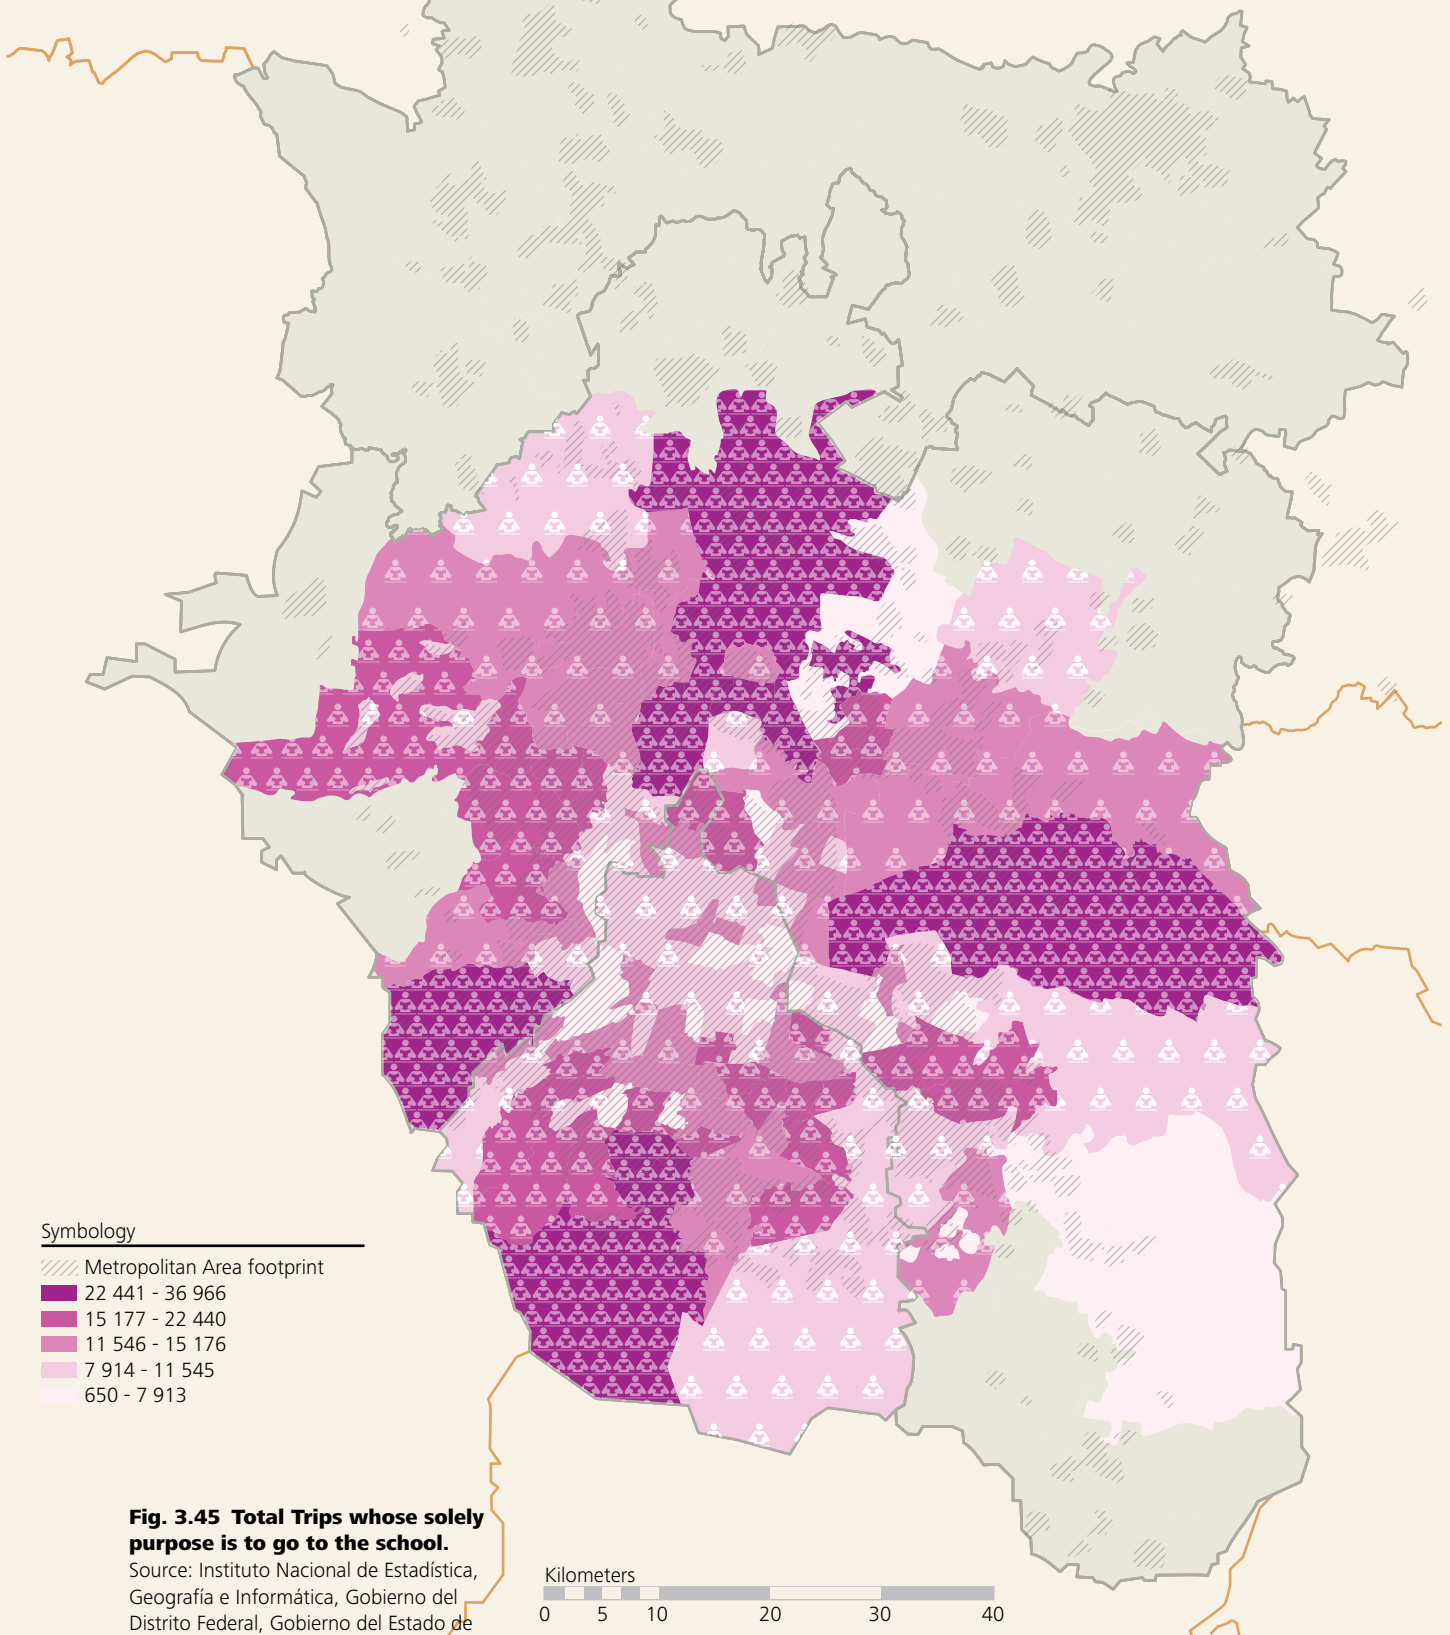 Symbology
Metropolitan Area footprint
22 441 - 36 966
15 177 - 22 440
11 546 - 15 176
7 914 - 11 545
650 - 7 913
Fig. 3.45 Total Trips whose solely
purpose is to go to the school.
Source: Instituto Nacional de Estadística,
Geografía e Informática, Gobierno del
Distrito Federal, Gobierno del Estado de
Kilometers
0 5 10 20 30 40